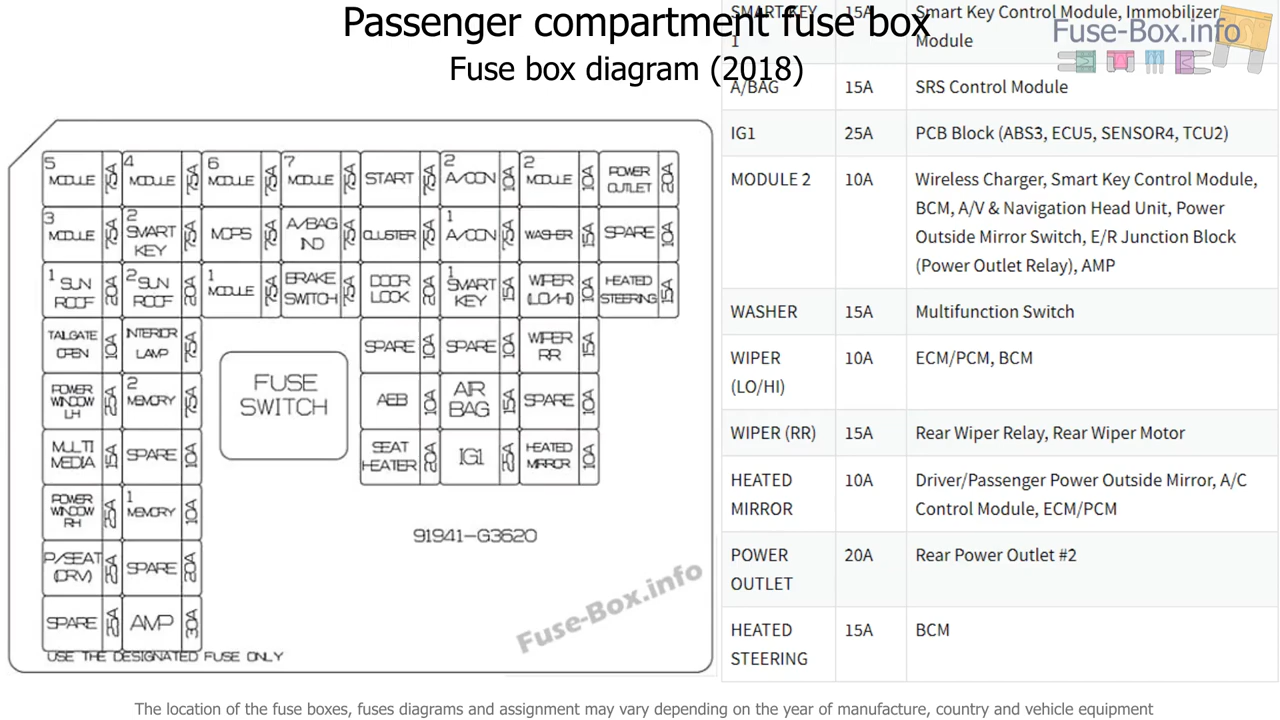 Passenger compartment fuse box
Fuse box diagram (2018)
Fuse-Box.info
5 MODULE 7.5A 4 MODULE 7.5A 6 MODULE 7.5A 7 MODULE 7.5A START 7.5A 2 A/CON 10A 2 MODULE 10A POWER OUTLET 20A
3 MODULE 7.5A 2 SMART KEY 7.5A MDPS 7.5A A/BAG IND 7.5A CLUSTER 7.5A 1 A/CON 7.5A WASHER 15A SPARE 10A
1 SUN ROOF 20A 2 SUN ROOF 20A 1 MODULE 7.5A BRAKE SWITCH 7.5A DOOR LOCK 20A 1 SMART KEY 15A WIPER (LO/HI) 10A HEATED STEERING 15A
TAILGATE OPEN 10A INTERIOR LAMP 7.5A SPARE 10A SPARE 10A WIPER RR 15A
FUSE SWITCH
POWER WINDOW LH 25A 2 MEMORY 7.5A AEB 10A AIR BAG 15A SPARE 10A
MULTI MEDIA 15A SPARE 10A SEAT HEATER 20A IG1 25A HEATED MIRROR 10A
POWER WINDOW RH 25A 1 MEMORY 10A
91941-G3620
P/SEAT (DRV) 25A SPARE 20A
SPARE 25A AMP 30A
USE THE DESIGNATED FUSE ONLY
Fuse-Box.info
SMART KEY 1 15A Smart Key Control Module, Immobilizer
Module
A/BAG 15A SRS Control Module
IG1 25A PCB Block (ABS3, ECU5, SENSOR4, TCU2)
MODULE 2 10A Wireless Charger, Smart Key Control Module,
BCM, A/V & Navigation Head Unit, Power
Outside Mirror Switch, E/R Junction Block
(Power Outlet Relay), AMP
WASHER 15A Multifunction Switch
WIPER 10A ECM/PCM, BCM
(LO/HI)
WIPER (RR) 15A Rear Wiper Relay, Rear Wiper Motor
HEATED 10A Driver/Passenger Power Outside Mirror, A/C
MIRROR Control Module, ECM/PCM
POWER 20A Rear Power Outlet #2
OUTLET
HEATED 15A BCM
STEERING
The location of the fuse boxes, fuses diagrams and assignment may vary depending on the year of manufacture, country and vehicle equipment